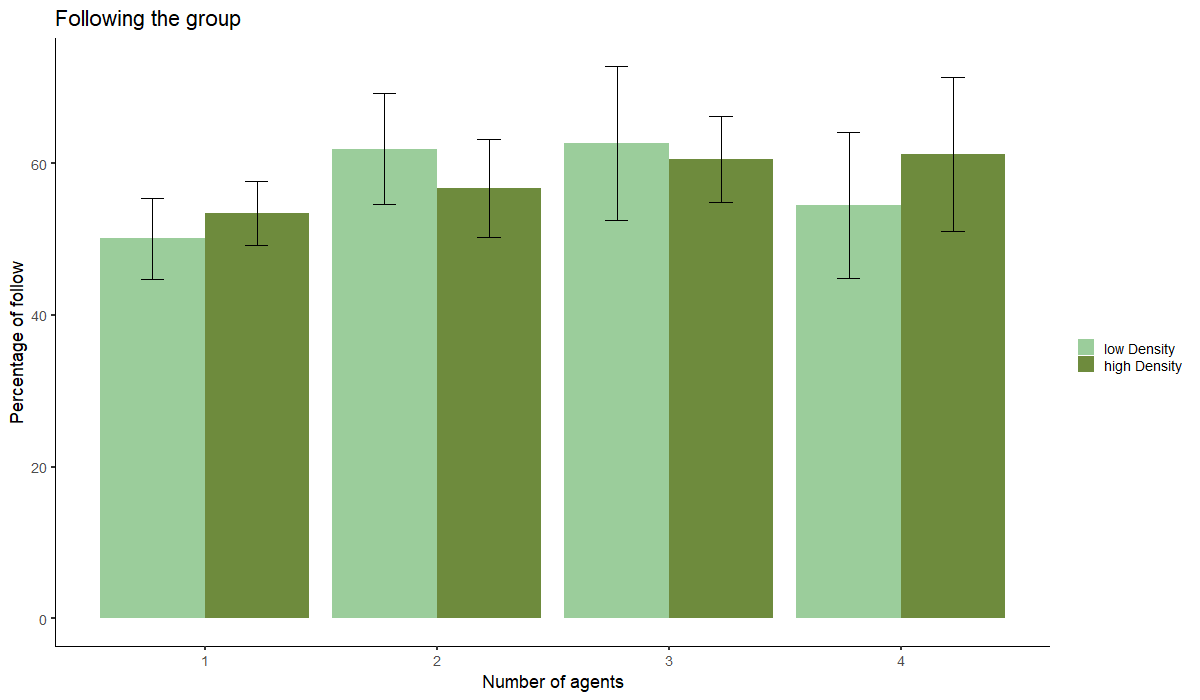 Following the group
Percentage of follow
60
40
20
0
1 2 3 4
Number of agents
low Density
high Density